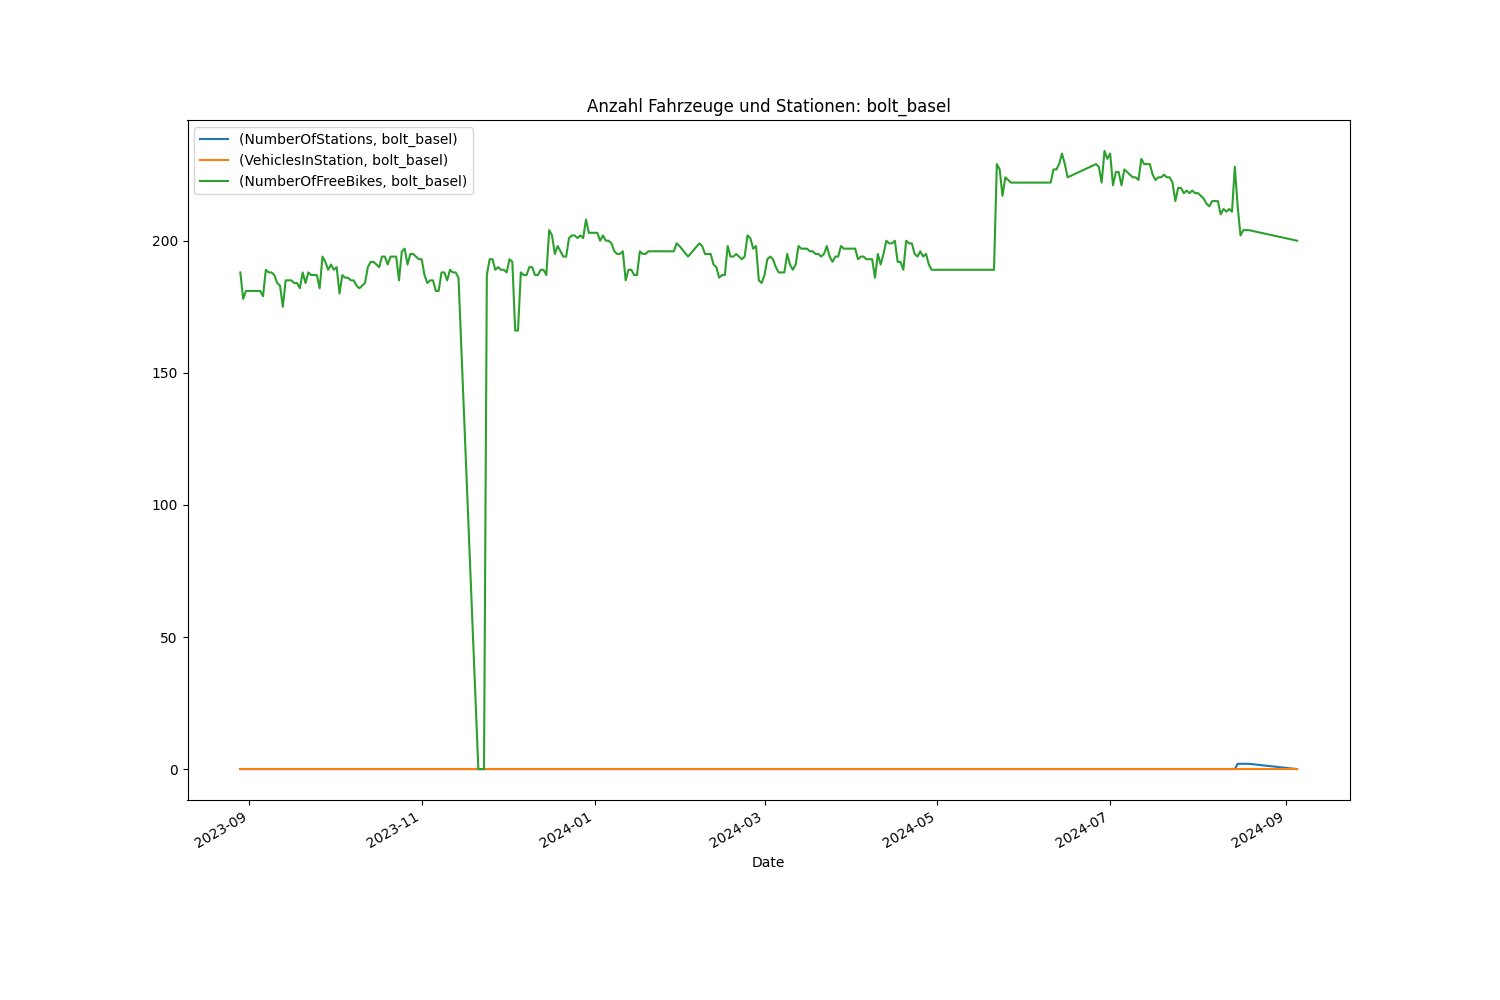 Anzahl Fahrzeuge und Stationen: bolt_basel
(NumberOfStations, bolt_basel)
(VehiclesInStation, bolt_basel)
(NumberOfFreeBikes, bolt_basel)
200
150
100
50
0
2023-09
2023-11
2024-01
2024-03
2024-05
2024-07
2024-09
Date